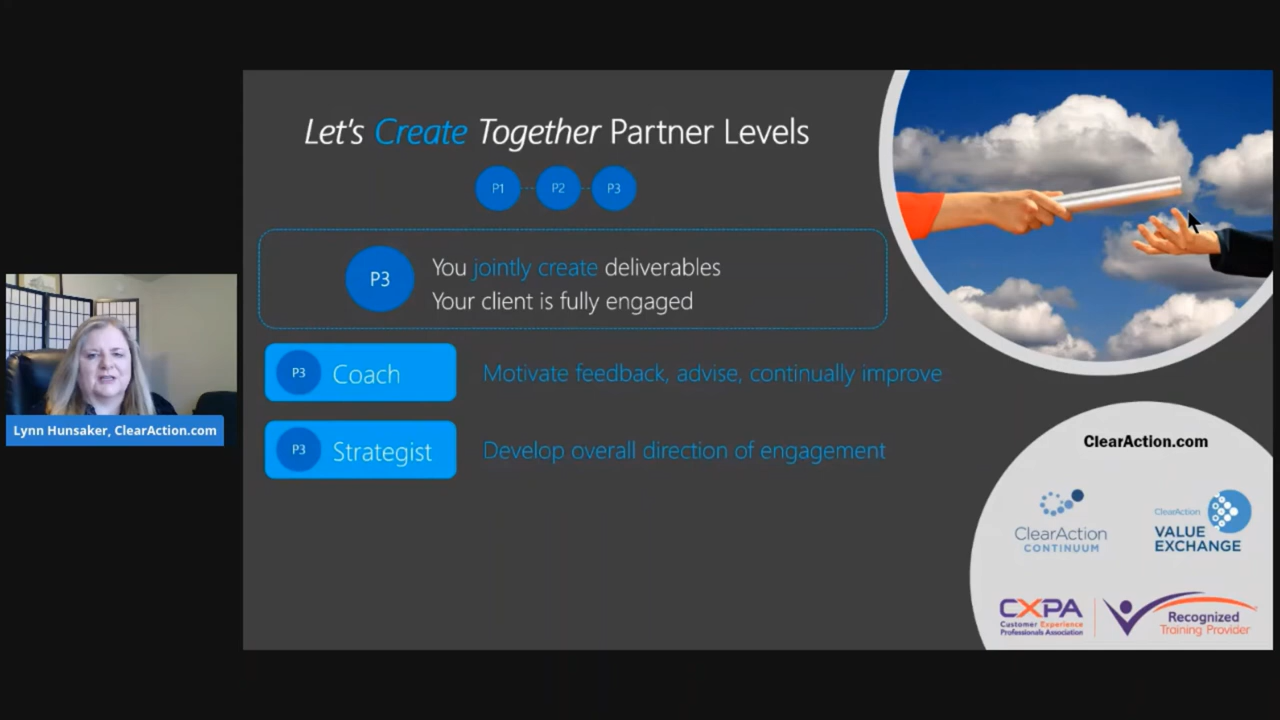 Let's Create Together Partner Levels
P1
P2
P3
P3
You jointly create deliverables
Your client is fully engaged
P3
Coach
Motivate feedback, advise, continually improve
P3
Strategist
Develop overall direction of engagement
Lynn Hunsaker, ClearAction.com
ClearAction.com
ClearAction
CONTINUUM
ClearAction
VALUE
EXCHANGE
CXPA
Customer Experience
Professionals Association
Recognized
Training Provider